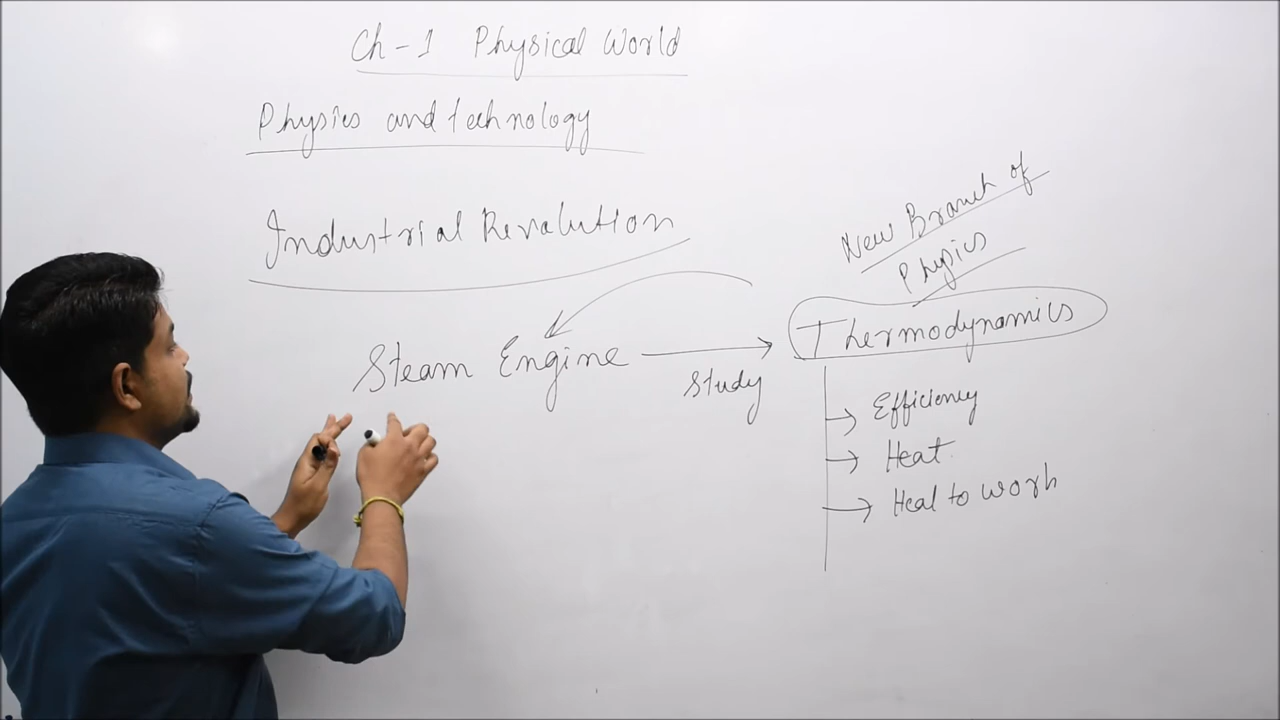 Ch-1 Physical World
Physics and technology
Industrial Revolution
New Branch of
Physics
Steam Engine
Study
Thermodynamics
Efficiency
Heat
Heat to work